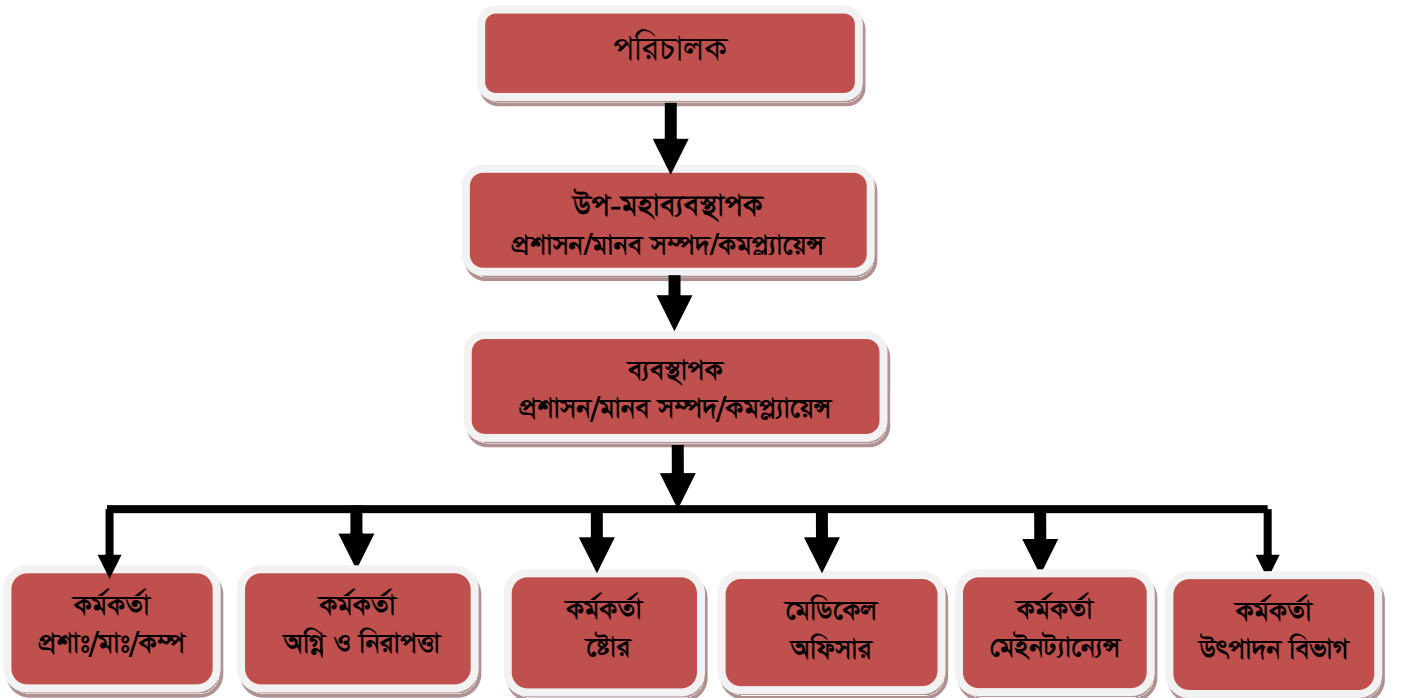 পরিচালক
উপ-মহাব্যবস্থাপক
প্রশাসন/মানব সম্পদ/কমপ্ল্যায়েন্স
ব্যবস্থাপক
প্রশাসন/মানব সম্পদ/কমপ্ল্যায়েন্স
কর্মকর্তা
প্রশাঃ/মাঃ/কম্প
কর্মকর্তা
অগ্নি ও নিরাপত্তা
কর্মকর্তা
ষ্টোর
মেডিকেল
অফিসার
কর্মকর্তা
মেইনট্যান্যেন্স
কর্মকর্তা
উৎপাদন বিভাগ